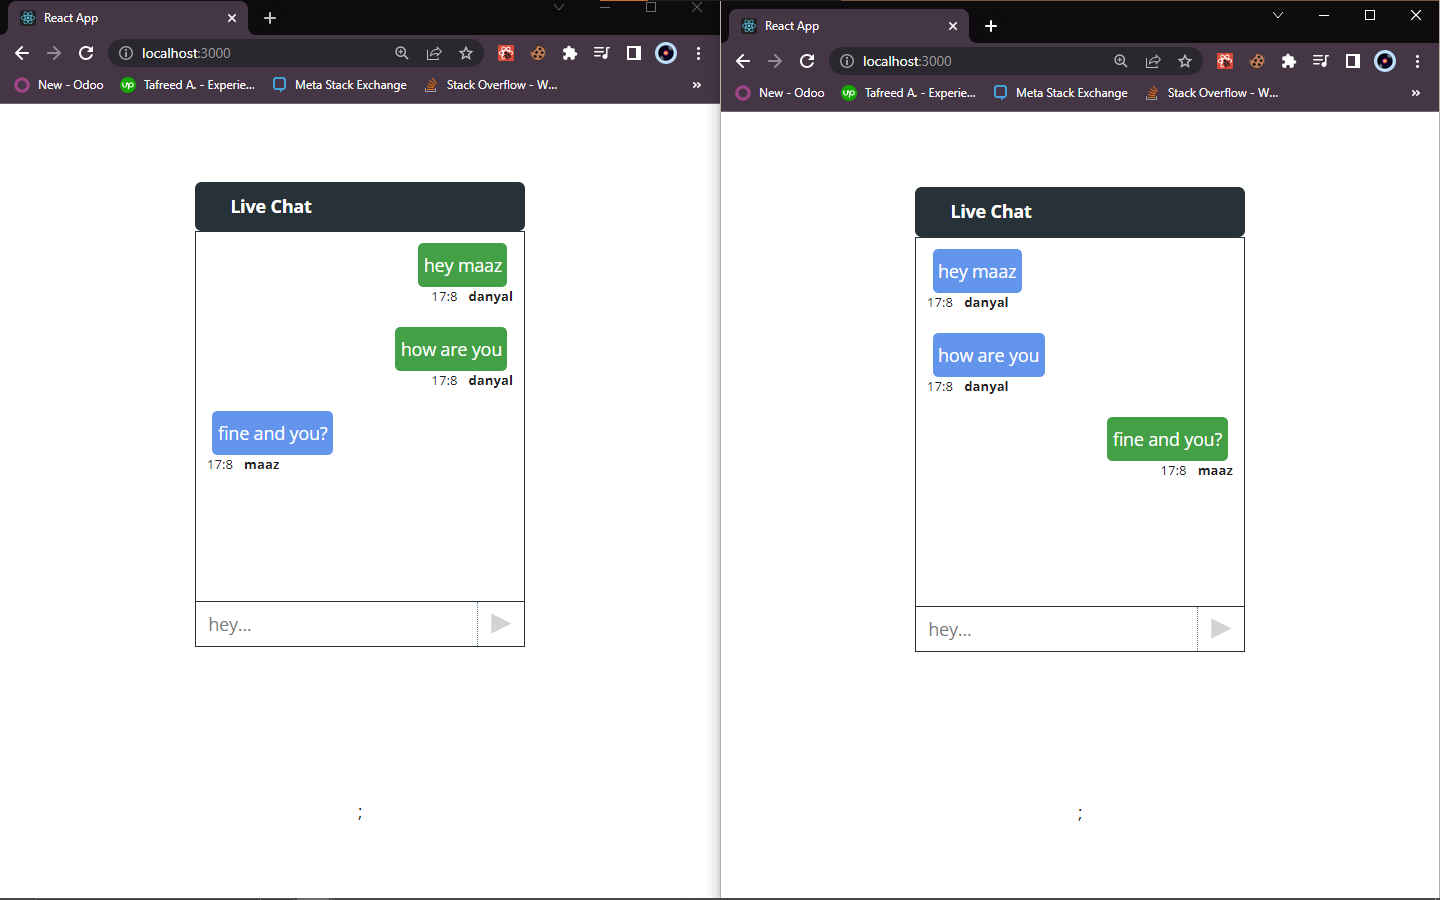 React App
localhost:3000
New - Odoo
up
Tafreed A. - Experie...
Meta Stack Exchange
Stack Overflow - W...
»
Live Chat
hey maaz
17:8 danyal
how are you
17:8 danyal
fine and you?
17:8 maaz
hey...
;
React App
localhost:3000
New - Odoo
up
Tafreed A. - Experie...
Meta Stack Exchange
Stack Overflow - W...
»
Live Chat
hey maaz
17:8 danyal
how are you
17:8 danyal
fine and you?
17:8 maaz
hey...
;